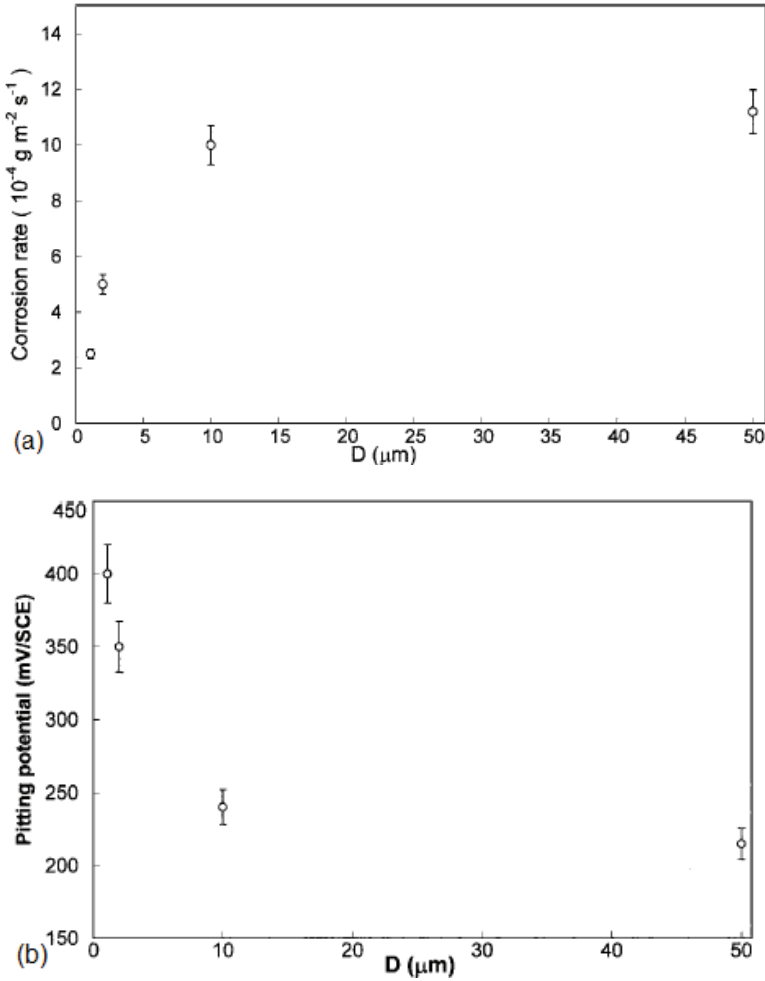 14
12
10
8
6
4
2
0
Corrosion rate ( 10⁻⁴ g m⁻² s⁻¹ )
0 5 10 15 20 25 30 35 40 45 50
D (μm)
(a)
450
400
350
300
250
200
150
Pitting potential (mV/SCE)
0 10 20 30 40 50
D (μm)
(b)